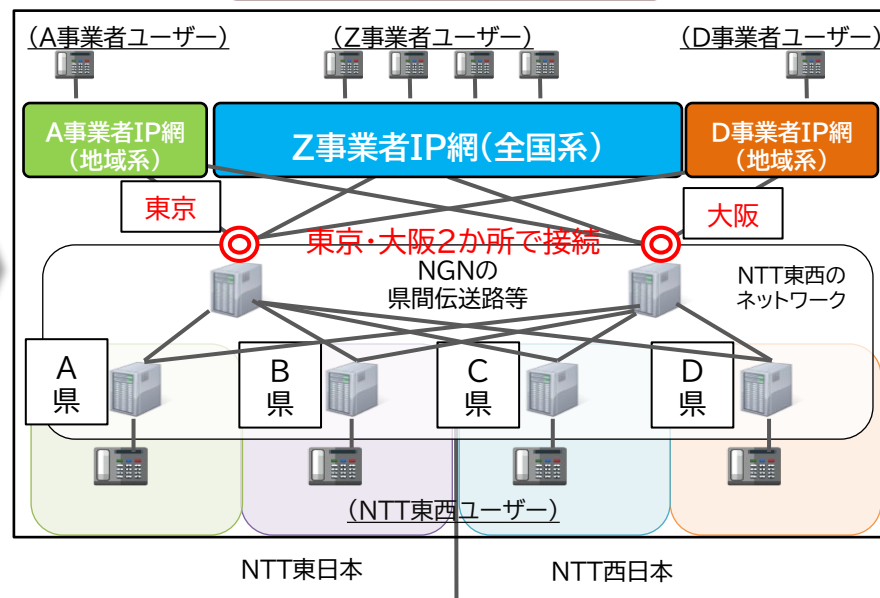 (A事業者ユーザー)
(Z事業者ユーザー)
(D事業者ユーザー)
A事業者IP網
(地域系)
Z事業者IP網(全国系)
D事業者IP網
(地域系)
東京
大阪
東京・大阪2か所で接続
NGNの
県間伝送路等
NTT東西の
ネットワーク
A
県
B
県
C
県
D
県
(NTT東西ユーザー)
NTT東日本
NTT西日本